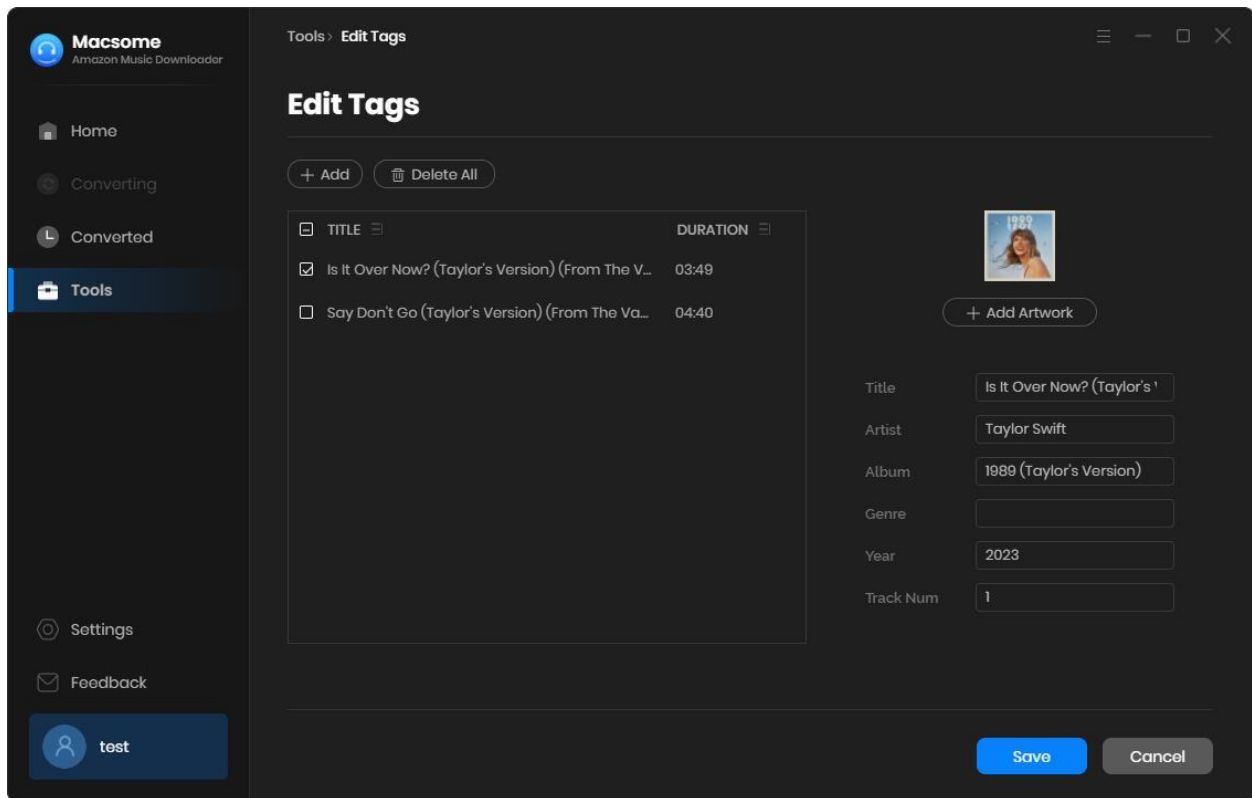 Macsome
Amazon Music Downloader
Home
Converting
Converted
Tools
Settings
Feedback
test
Tools› Edit Tags
Edit Tags
+ Add
Delete All
TITLE DURATION
Is It Over Now? (Taylor's Version) (From The V... 03:49
Say Don't Go (Taylor's Version) (From The Va... 04:40
1989
+ Add Artwork
Title Is It Over Now? (Taylor's
Artist Taylor Swift
Album 1989 (Taylor's Version)
Genre
Year 2023
Track Num 1
Save Cancel